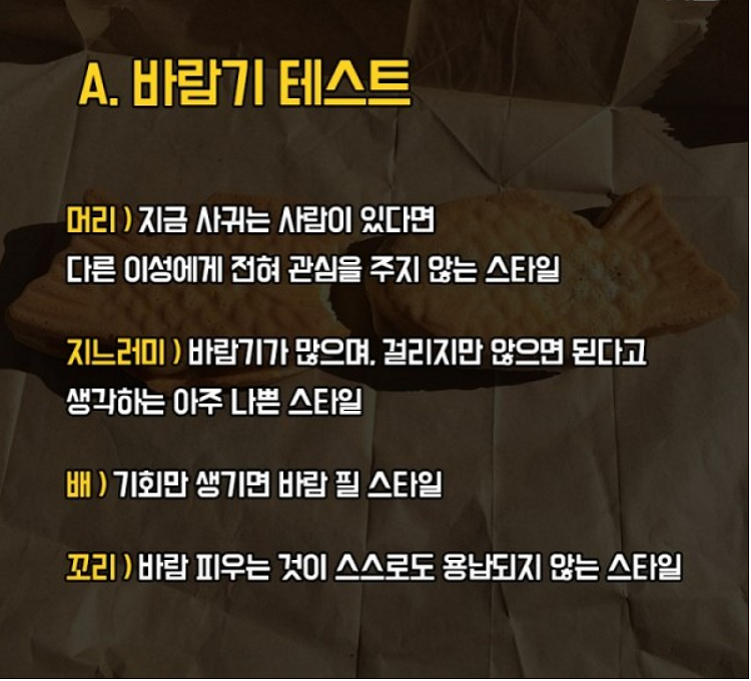 A. 바람기 테스트
머리 ) 지금 사귀는 사람이 있다면
다른 이성에게 전혀 관심을 주지 않는 스타일
지느러미 ) 바람기가 많으며, 걸리지만 않으면 된다고
생각하는 아주 나쁜 스타일
배 ) 기회만 생기면 바람 필 스타일
꼬리 ) 바람 피우는 것이 스스로도 용납되지 않는 스타일